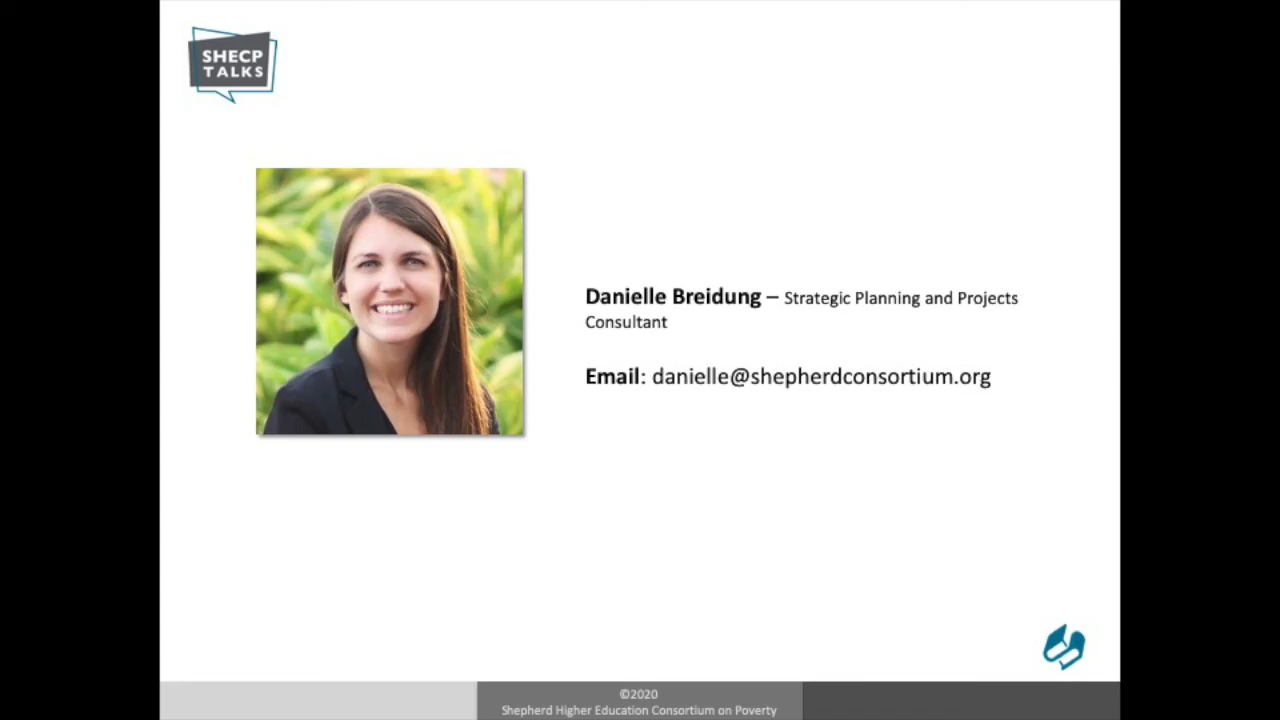 SHECP
TALKS
Danielle Breidung – Strategic Planning and Projects
Consultant
Email: danielle@shepherdconsortium.org
©2020
Shepherd Higher Education Consortium on Poverty